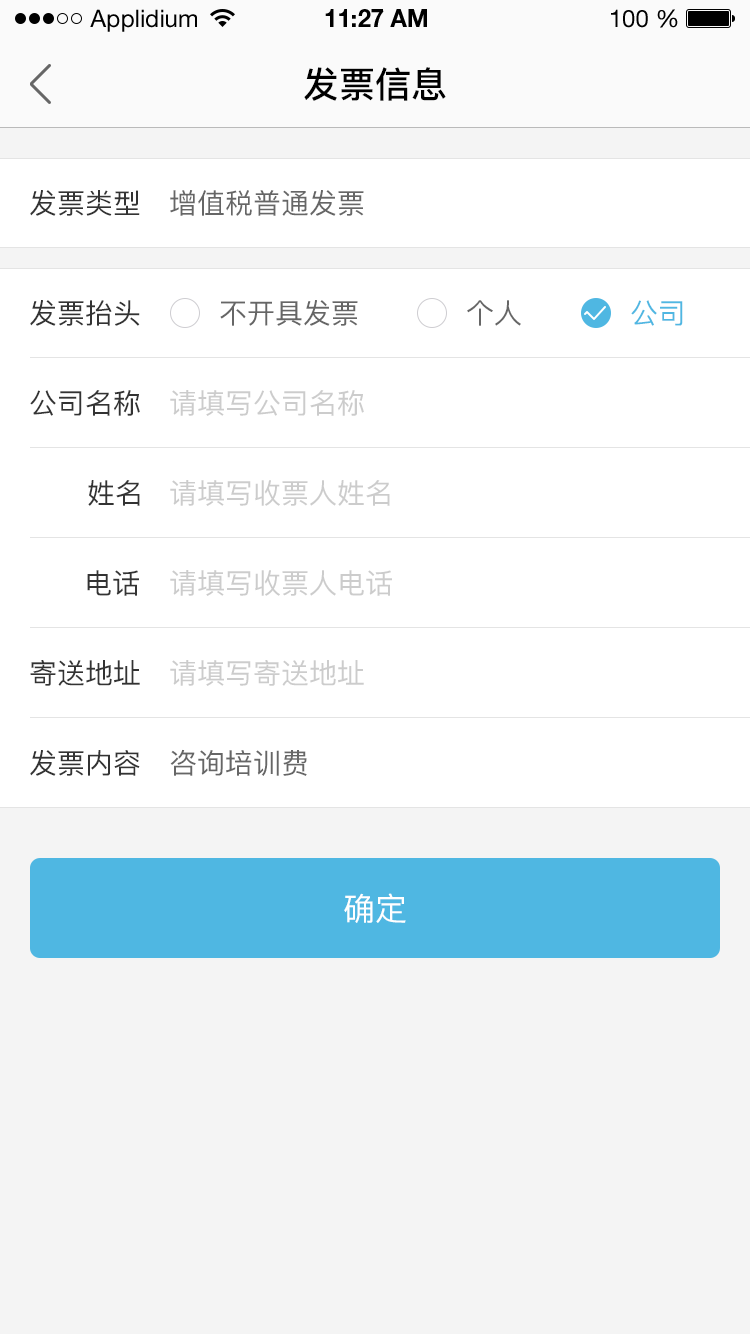 Applidium 11:27 AM 100 %
发票信息
发票类型 增值税普通发票
发票抬头 不开具发票 个人 公司
公司名称 请填写公司名称
姓名 请填写收票人姓名
电话 请填写收票人电话
寄送地址 请填写寄送地址
发票内容 咨询培训费
确定